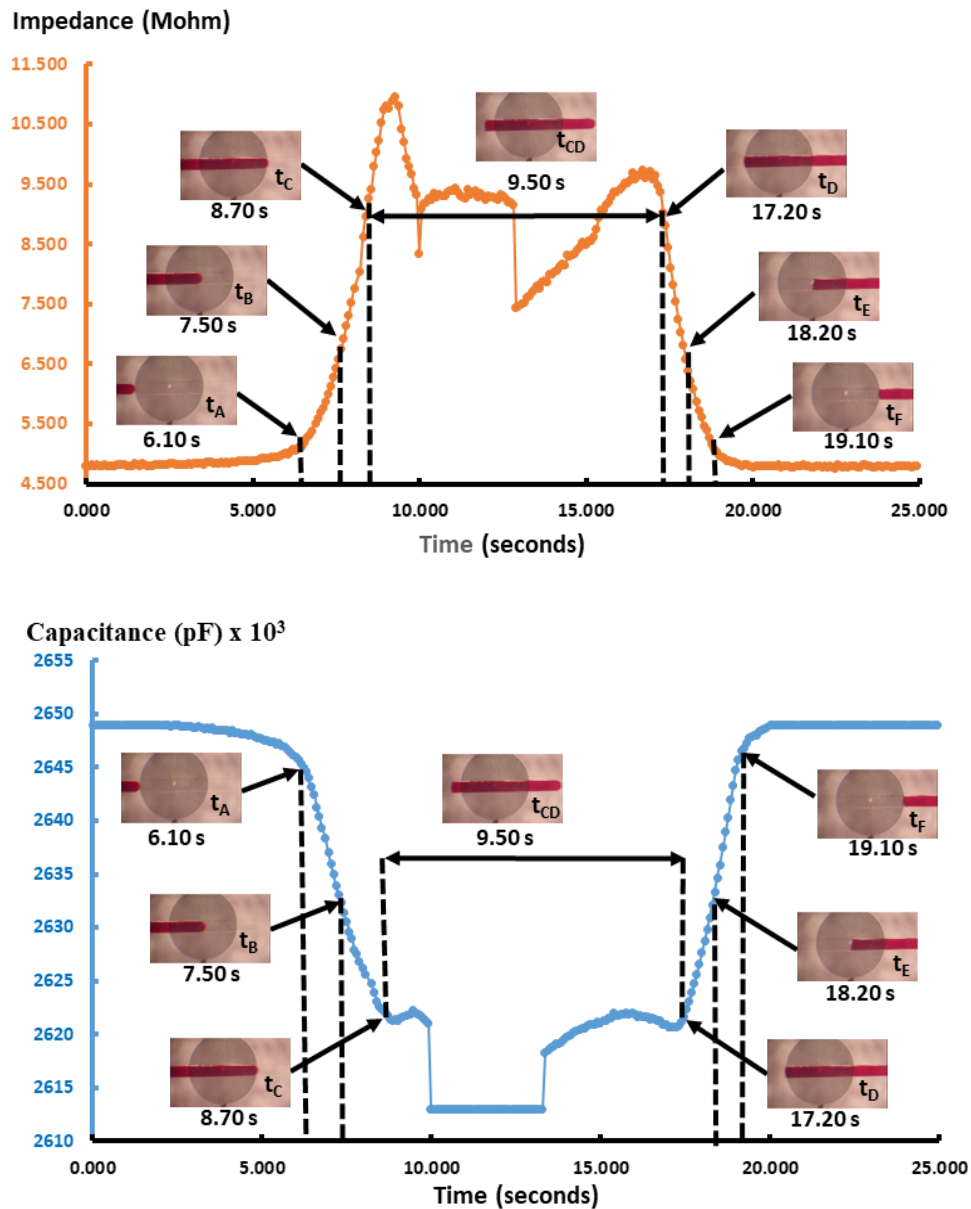 Impedance (Mohm)
11.500
10.500
9.500
8.500
7.500
6.500
5.500
4.500
0.000 5.000 10.000 15.000 20.000 25.000
Time (seconds)
tA
6.10 s
tB
7.50 s
tC
8.70 s
tCD
9.50 s
tD
17.20 s
tE
18.20 s
tF
19.10 s
Capacitance (pF) x 10³
2655
2650
2645
2640
2635
2630
2625
2620
2615
2610
0.000 5.000 10.000 15.000 20.000 25.000
Time (seconds)
tA
6.10 s
tB
7.50 s
tC
8.70 s
tCD
9.50 s
tF
19.10 s
tE
18.20 s
tD
17.20 s